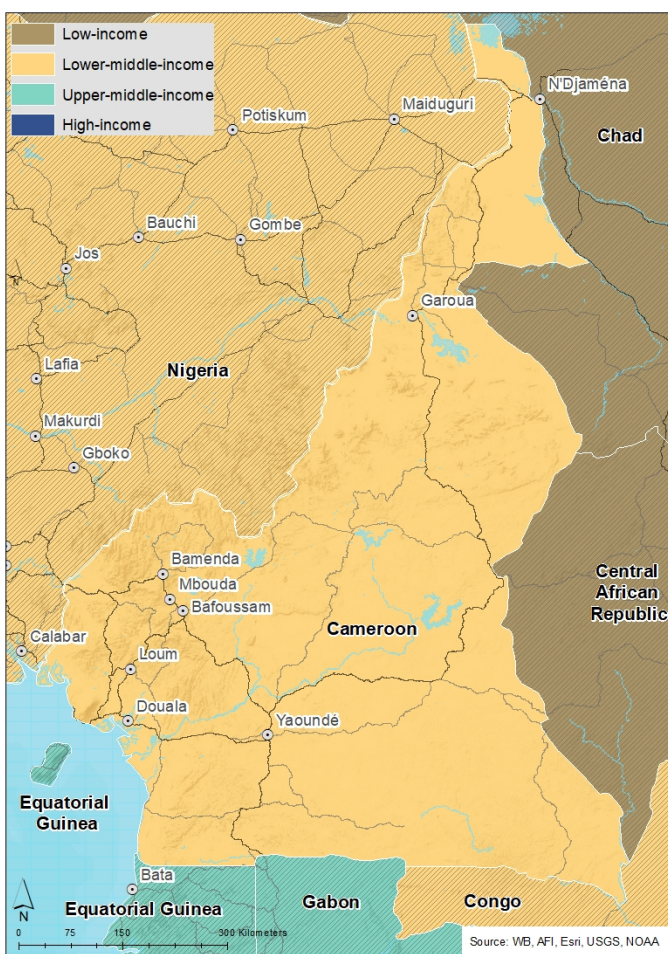 Low-income
Lower-middle-income
Upper-middle-income
High-income
N'Djaména
Maiduguri
Potiskum
Chad
Bauchi
Gombe
Jos
Garoua
Lafia
Nigeria
Makurdi
Gboko
Bamenda
Mbouda
Bafoussam
Central
African
Republic
Cameroon
Calabar
Loum
Douala
Yaoundé
Equatorial
Guinea
Bata
Equatorial Guinea
Gabon
Congo
N
0 75 150 300 Kilometers
Source: WB, AFI, Esri, USGS, NOAA